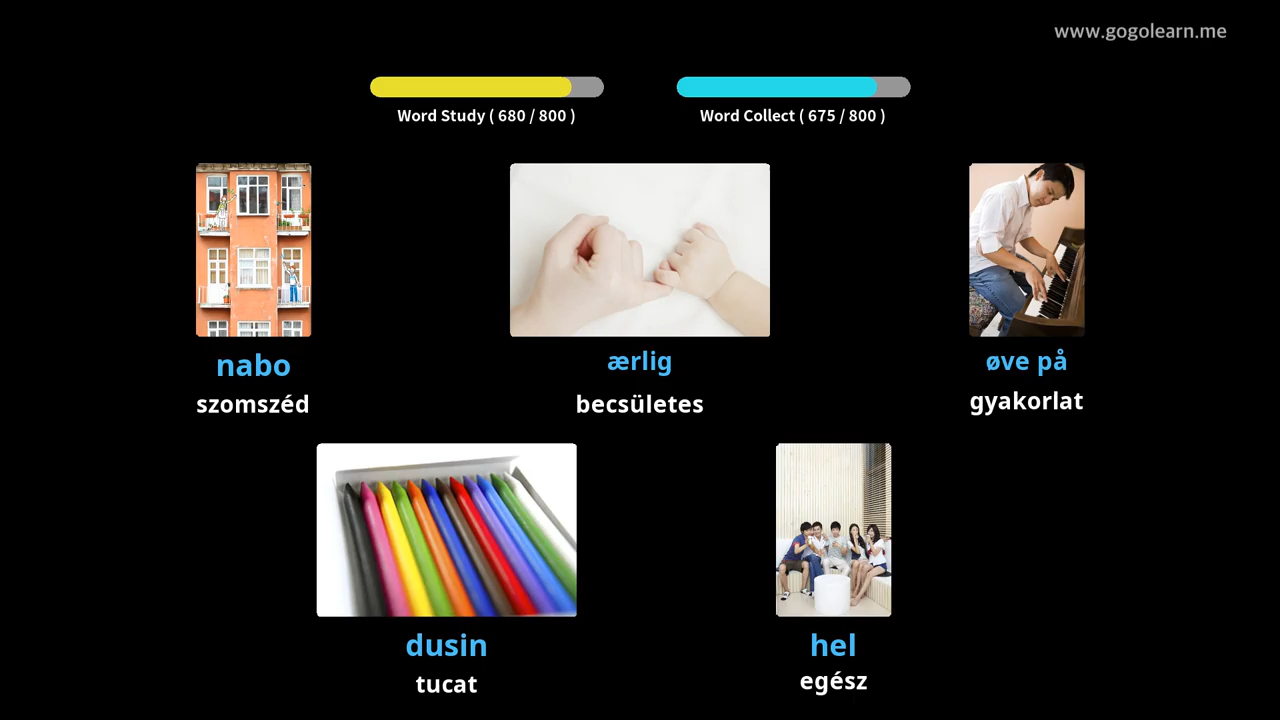 www.gogolearn.me
Word Study ( 680 / 800 )
Word Collect ( 675 / 800 )
nabo
szomszéd
ærlig
becsületes
øve på
gyakorlat
dusin
tucat
hel
egész